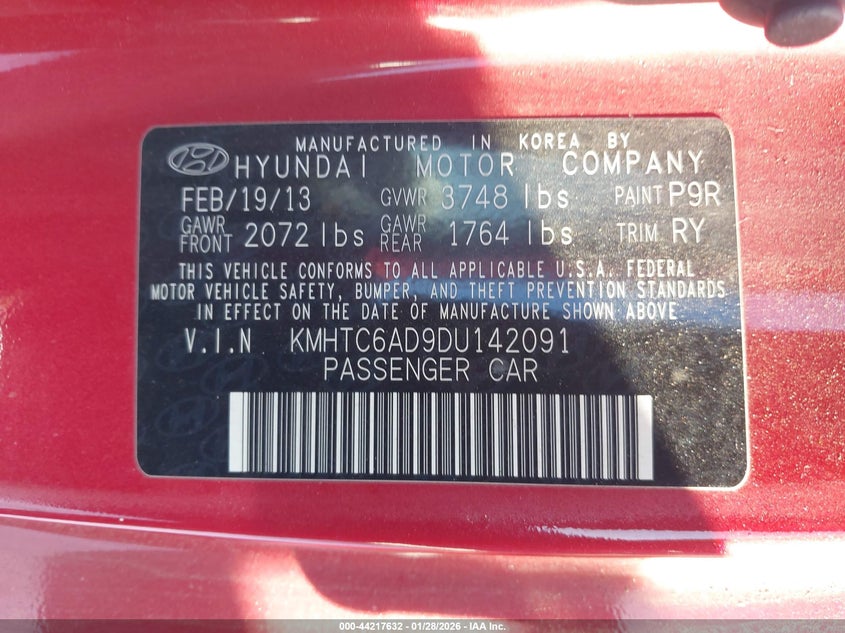 MANUFACTURED IN KOREA BY
HYUNDAI MOTOR COMPANY
FEB/19/13 GVWR 3748 lbs PAINT P9R
GAWR FRONT 2072 lbs GAWR REAR 1764 lbs TRIM RY
THIS VEHICLE CONFORMS TO ALL APPLICABLE U.S.A. FEDERAL
MOTOR VEHICLE SAFETY, BUMPER, AND THEFT PREVENTION STANDARDS
IN EFFECT ON THE DATE OF MANUFACTURE SHOWN ABOVE
V.I.N KMHTC6AD9DU142091
PASSENGER CAR
000-44217632 - 01/28/2026 - IAA Inc.